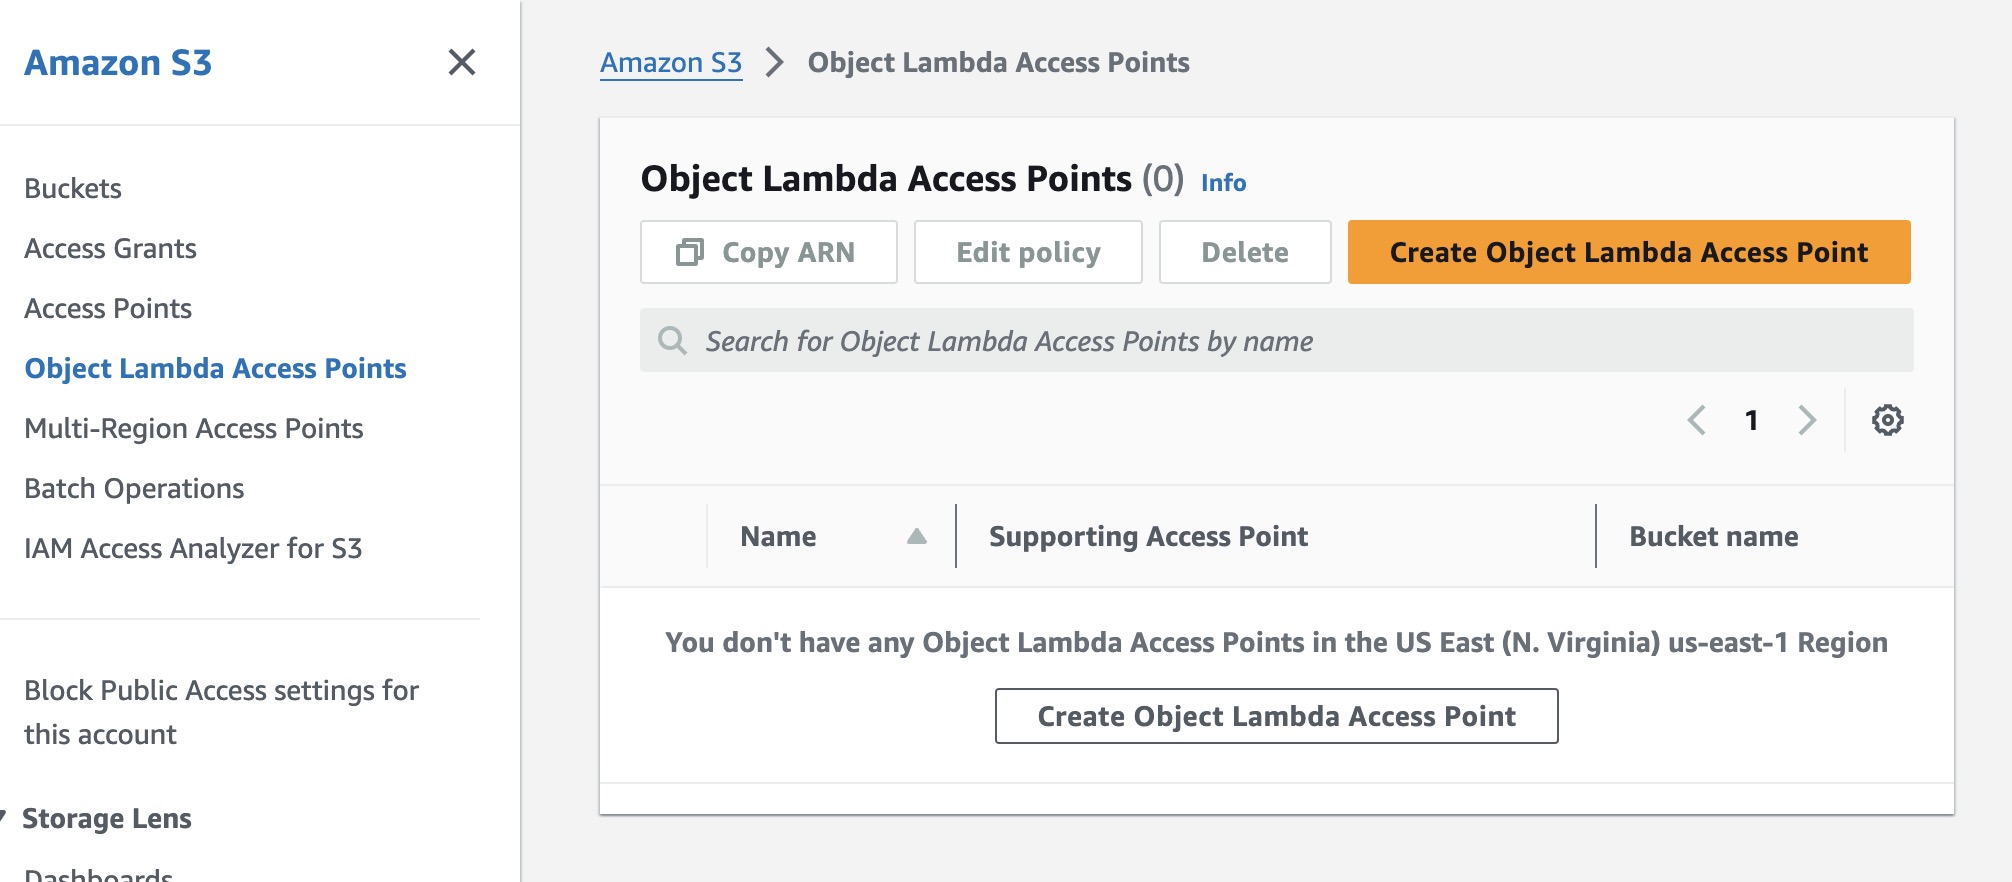 Amazon S3
Buckets
Access Grants
Access Points
Object Lambda Access Points
Multi-Region Access Points
Batch Operations
IAM Access Analyzer for S3
Block Public Access settings for
this account
Storage Lens
Dashboards
Amazon S3 Object Lambda Access Points
Object Lambda Access Points (0) Info
Copy ARN Edit policy Delete Create Object Lambda Access Point
Search for Object Lambda Access Points by name
1
Name Supporting Access Point Bucket name
You don't have any Object Lambda Access Points in the US East (N. Virginia) us-east-1 Region
Create Object Lambda Access Point